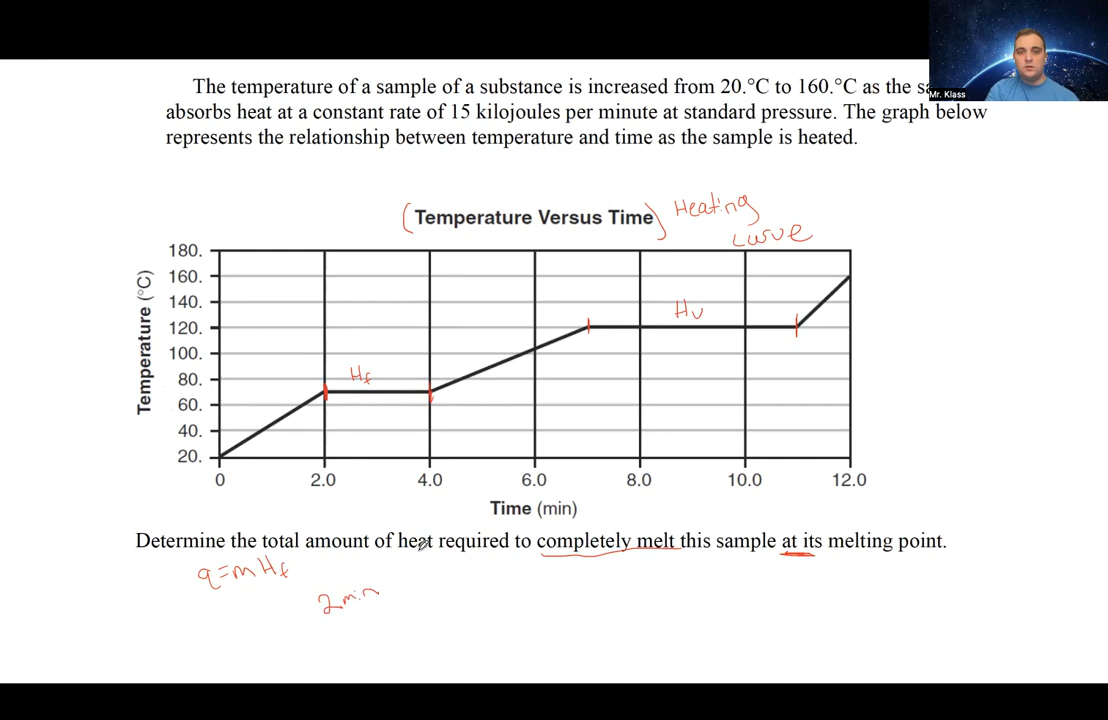 The temperature of a sample of a substance is increased from 20.°C to 160.°C as the
absorbs heat at a constant rate of 15 kilojoules per minute at standard pressure. The graph below
represents the relationship between temperature and time as the sample is heated.
Mr. Klass
(Temperature Versus Time) Heating
curve
180.
160.
140.
120.
100.
80.
60.
40.
20.
Temperature (°C)
Hf
Hv
0 2.0 4.0 6.0 8.0 10.0 12.0
Time (min)
Determine the total amount of heat required to completely melt this sample at its melting point.
q=mHf
2min